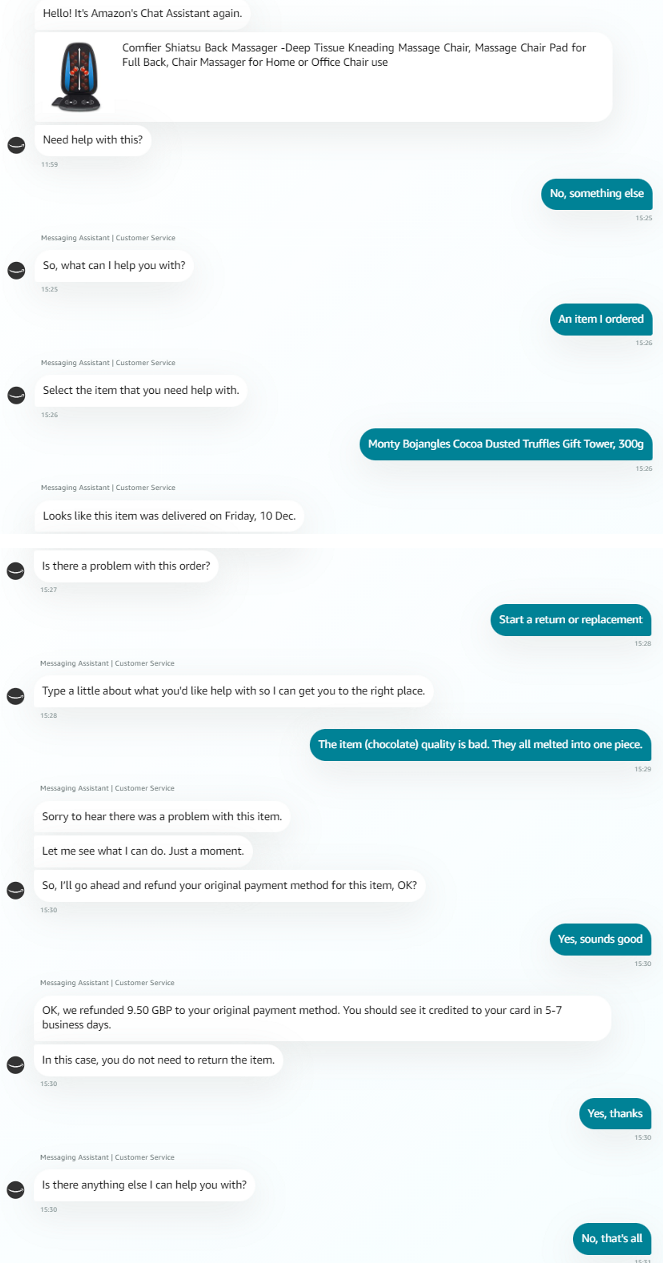 Hello! It's Amazon's Chat Assistant again.
Comfier Shiatsu Back Massager -Deep Tissue Kneading Massage Chair, Massage Chair Pad for
Full Back, Chair Massager for Home or Office Chair use
Need help with this?
11:59
No, something else
15:25
Messaging Assistant | Customer Service
So, what can I help you with?
15:25
An item I ordered
15:26
Messaging Assistant | Customer Service
Select the item that you need help with.
15:26
Monty Bojangles Cocoa Dusted Truffles Gift Tower, 300g
15:26
Messaging Assistant | Customer Service
Looks like this item was delivered on Friday, 10 Dec.
Is there a problem with this order?
15:27
Start a return or replacement
15:28
Messaging Assistant | Customer Service
Type a little about what you'd like help with so I can get you to the right place.
15:28
The item (chocolate) quality is bad. They all melted into one piece.
15:29
Messaging Assistant | Customer Service
Sorry to hear there was a problem with this item.
Let me see what I can do. Just a moment.
So, I'll go ahead and refund your original payment method for this item, OK?
15:30
Yes, sounds good
15:30
Messaging Assistant | Customer Service
OK, we refunded 9.50 GBP to your original payment method. You should see it credited to your card in 5-7
business days.
In this case, you do not need to return the item.
15:30
Yes, thanks
15:30
Messaging Assistant | Customer Service
Is there anything else I can help you with?
15:30
No, that's all
15:31